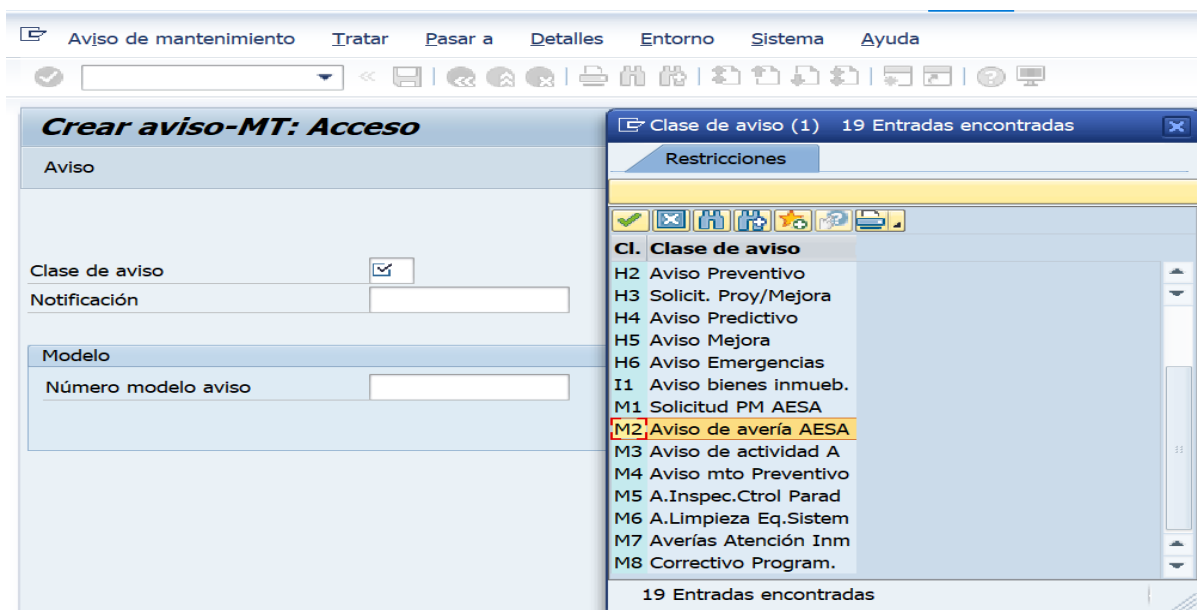 Aviso de mantenimiento Tratar Pasar a Detalles Entorno Sistema Ayuda
Crear aviso-MT: Acceso
Aviso
Clase de aviso
Notificación
Modelo
Número modelo aviso
Clase de aviso (1) 19 Entradas encontradas
Restricciones
Cl. Clase de aviso
H2 Aviso Preventivo
H3 Solicit. Proy/Mejora
H4 Aviso Predictivo
H5 Aviso Mejora
H6 Aviso Emergencias
I1 Aviso bienes inmueb.
M1 Solicitud PM AESA
M2 Aviso de avería AESA
M3 Aviso de actividad A
M4 Aviso mto Preventivo
M5 A.Inspec.Ctrol Parad
M6 A.Limpieza Eq.Sistem
M7 Averías Atención Inm
M8 Correctivo Program.
19 Entradas encontradas